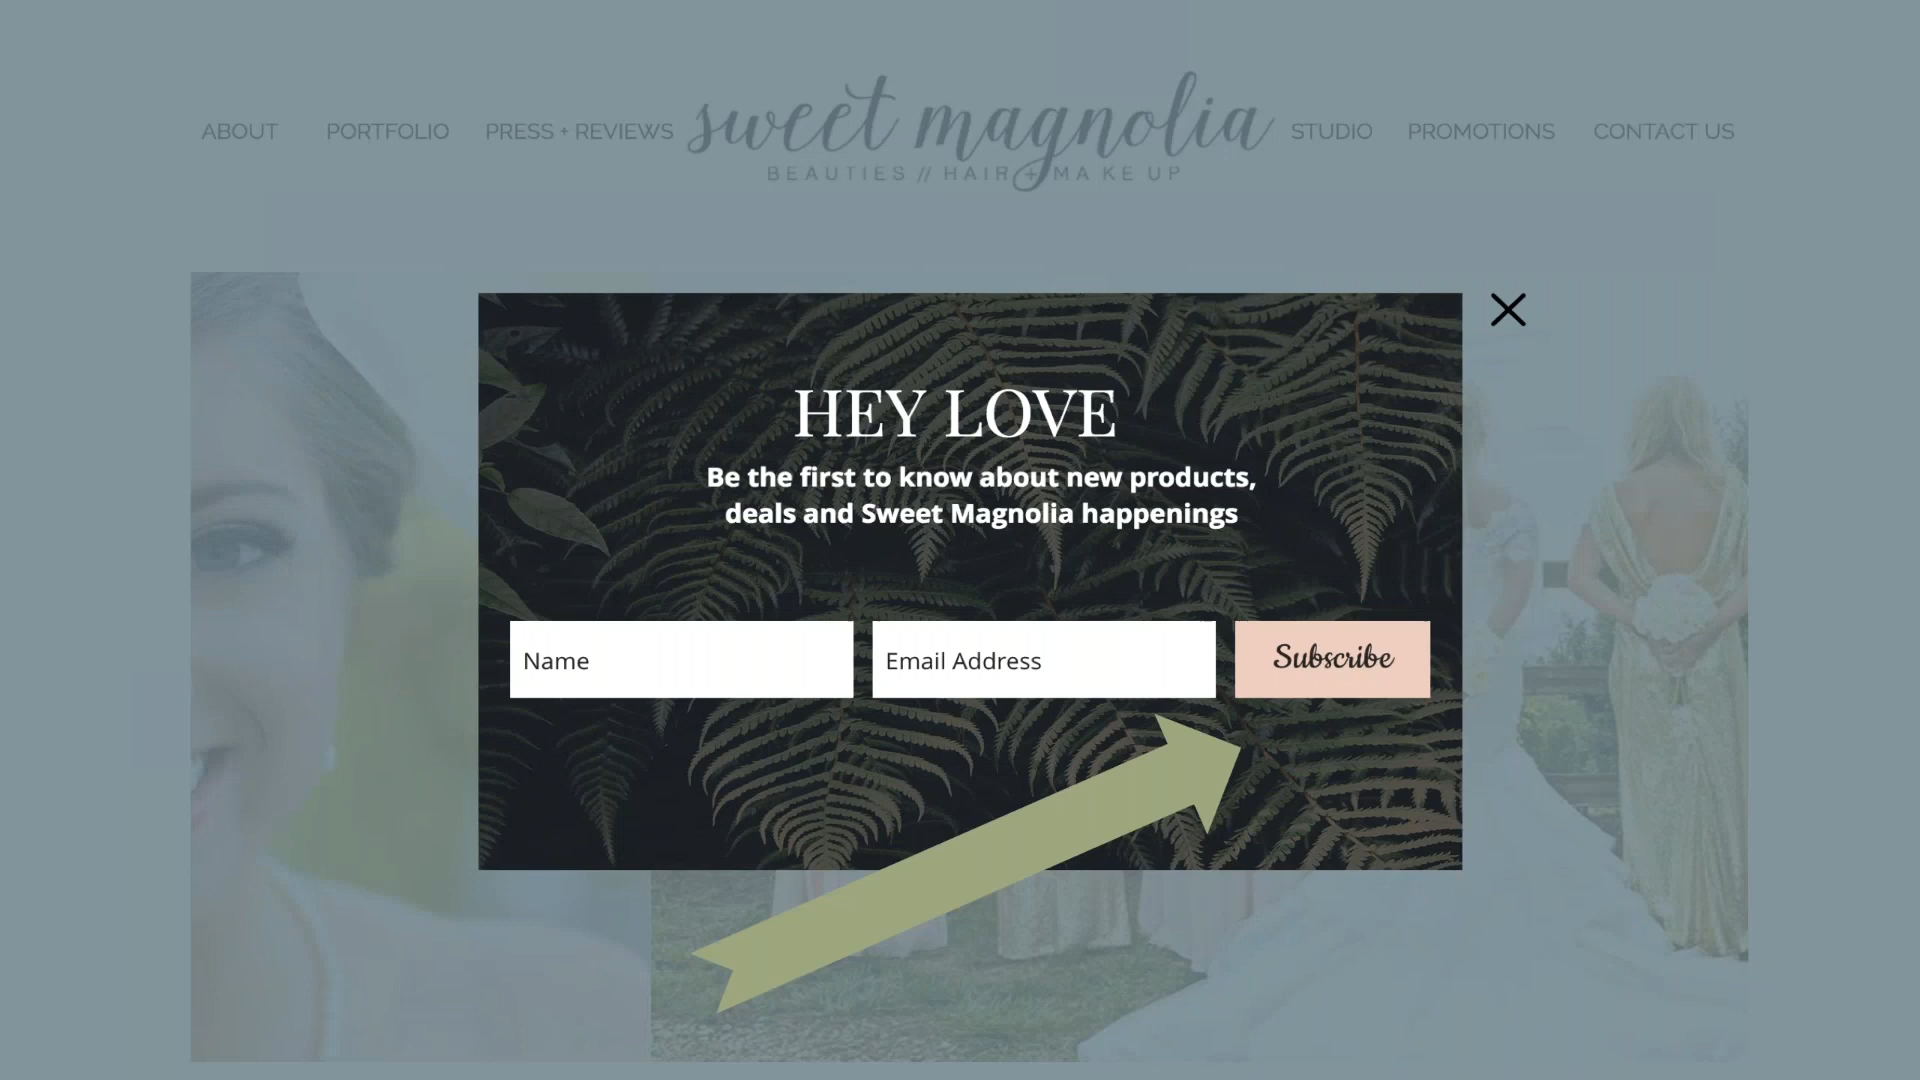 ABOUT PORTFOLIO PRESS + REVIEWS sweet magnolia STUDIO PROMOTIONS CONTACT US
BEAUTIES // HAIR + MAKE UP
HEY LOVE
Be the first to know about new products,
deals and Sweet Magnolia happenings
Name Email Address Subscribe